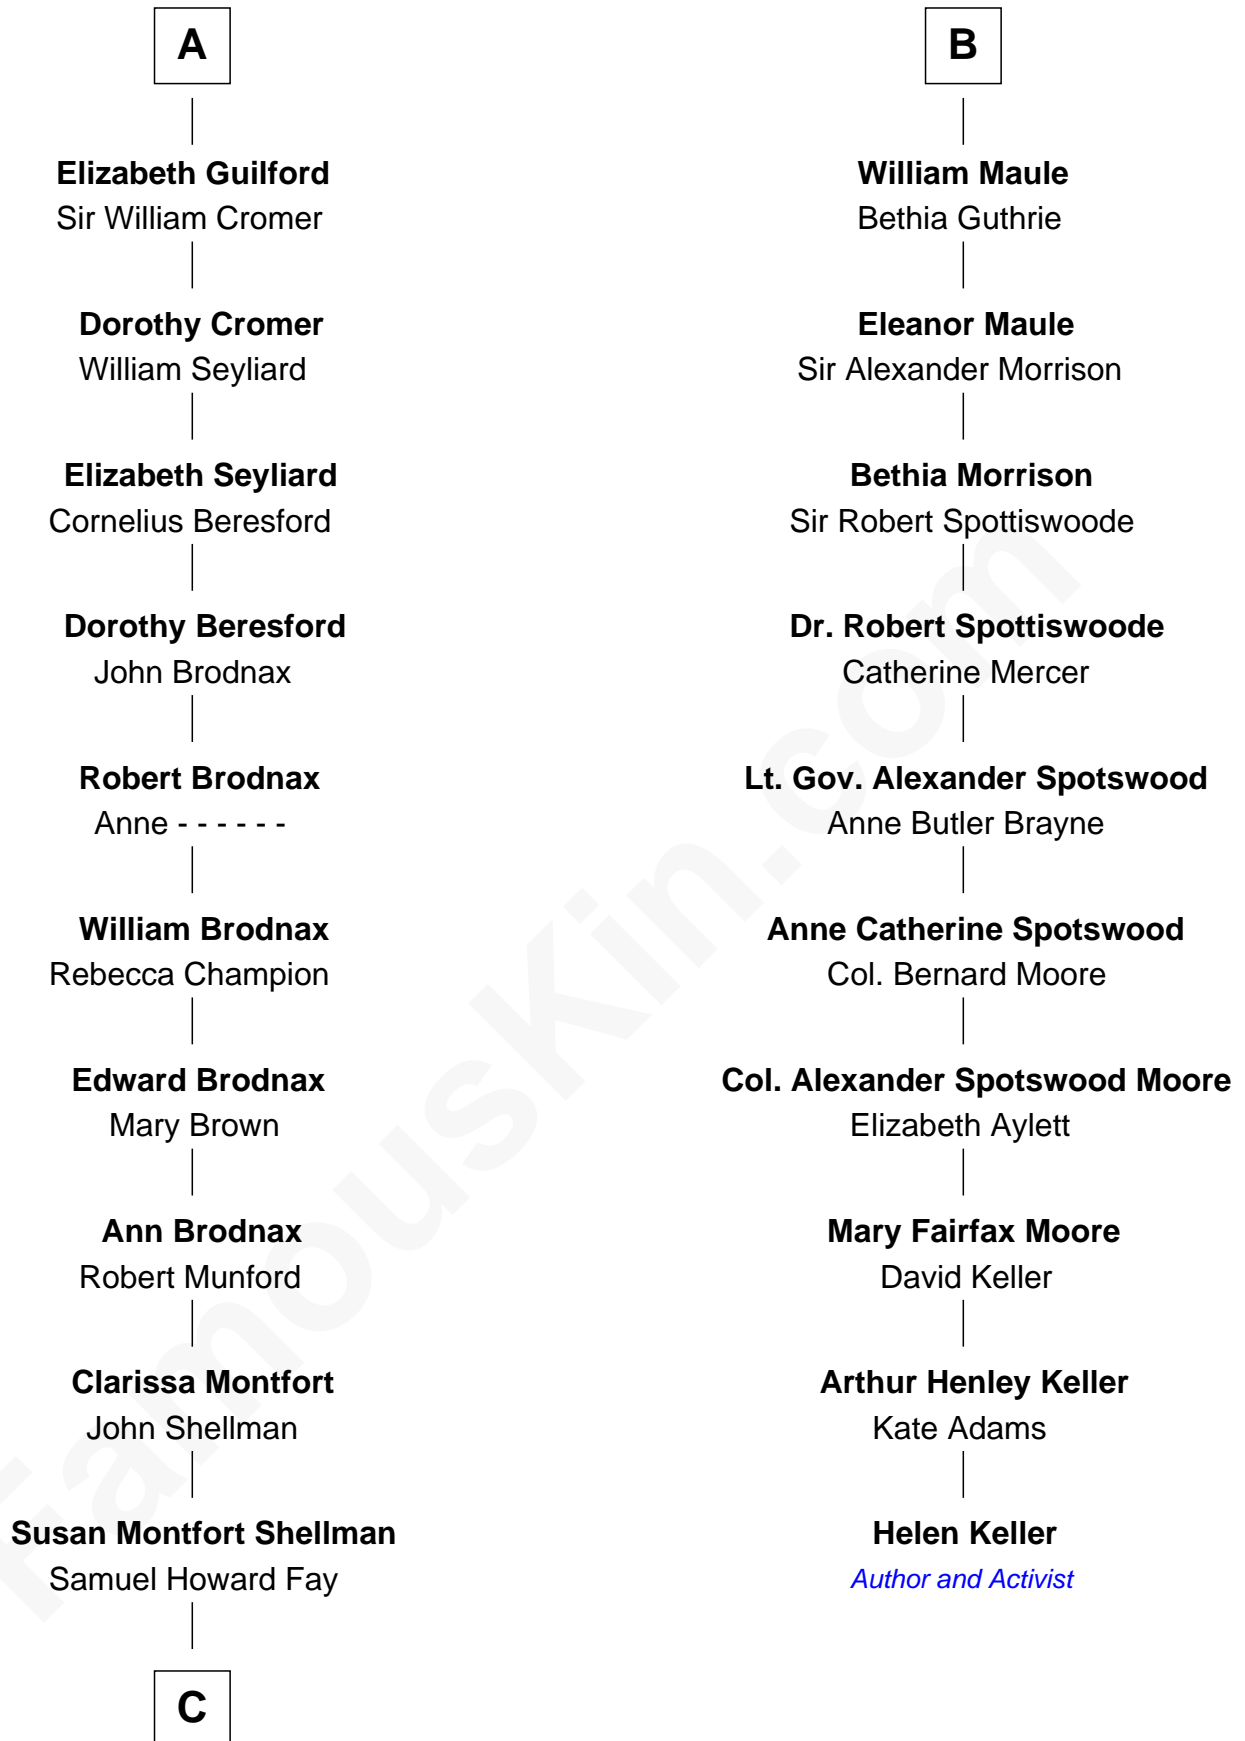 A
Elizabeth Guilford
Sir William Cromer
Dorothy Cromer
William Seyliard
Elizabeth Seyliard
Cornelius Beresford
Dorothy Beresford
John Brodnax
Robert Brodnax
Anne - - - - - -
William Brodnax
Rebecca Champion
Edward Brodnax
Mary Brown
Ann Brodnax
Robert Munford
Clarissa Montfort
John Shellman
Susan Montfort Shellman
Samuel Howard Fay
C
B
William Maule
Bethia Guthrie
Eleanor Maule
Sir Alexander Morrison
Bethia Morrison
Sir Robert Spottiswoode
Dr. Robert Spottiswoode
Catherine Mercer
Lt. Gov. Alexander Spotswood
Anne Butler Brayne
Anne Catherine Spotswood
Col. Bernard Moore
Col. Alexander Spotswood Moore
Elizabeth Aylett
Mary Fairfax Moore
David Keller
Arthur Henley Keller
Kate Adams
Helen Keller
Author and Activist
FamousKin.com